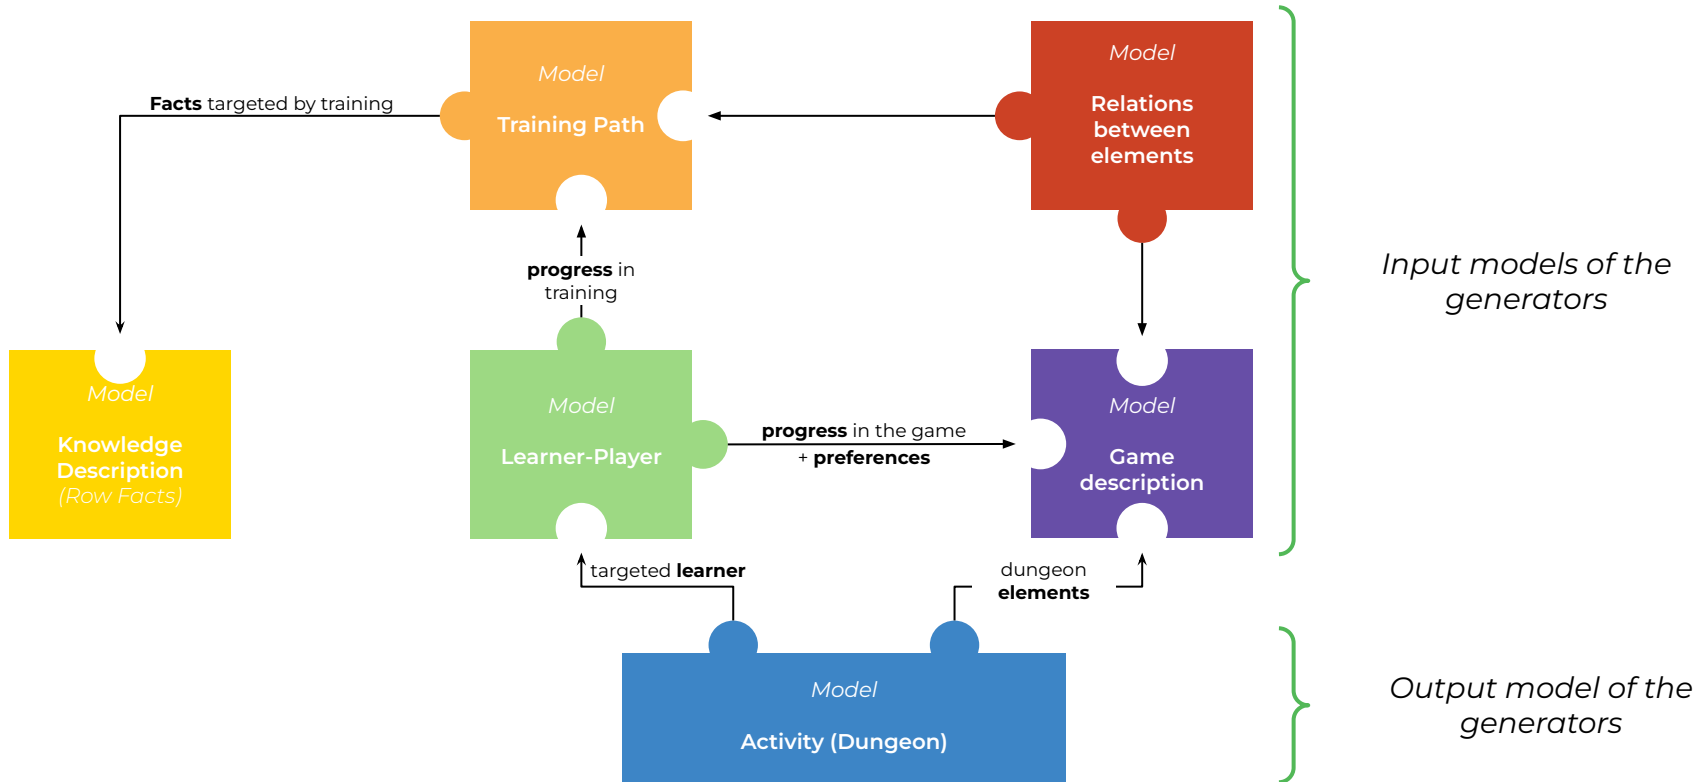 Model
Training Path
Model
Relations
between
elements
Facts targeted by training
progress in
training
Input models of the
generators
Model
Knowledge
Description
(Row Facts)
Model
Learner-Player
progress in the game
+ preferences
Model
Game
description
targeted learner
dungeon
elements
Model
Activity (Dungeon)
Output model of the
generators